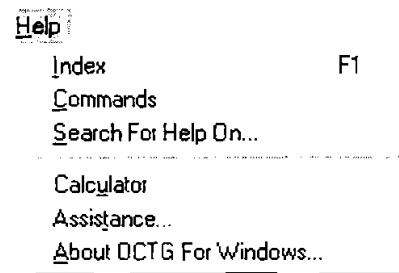 Help
Index F1
Commands
Search For Help On...
Calculator
Assistance...
About OCTG For Windows...